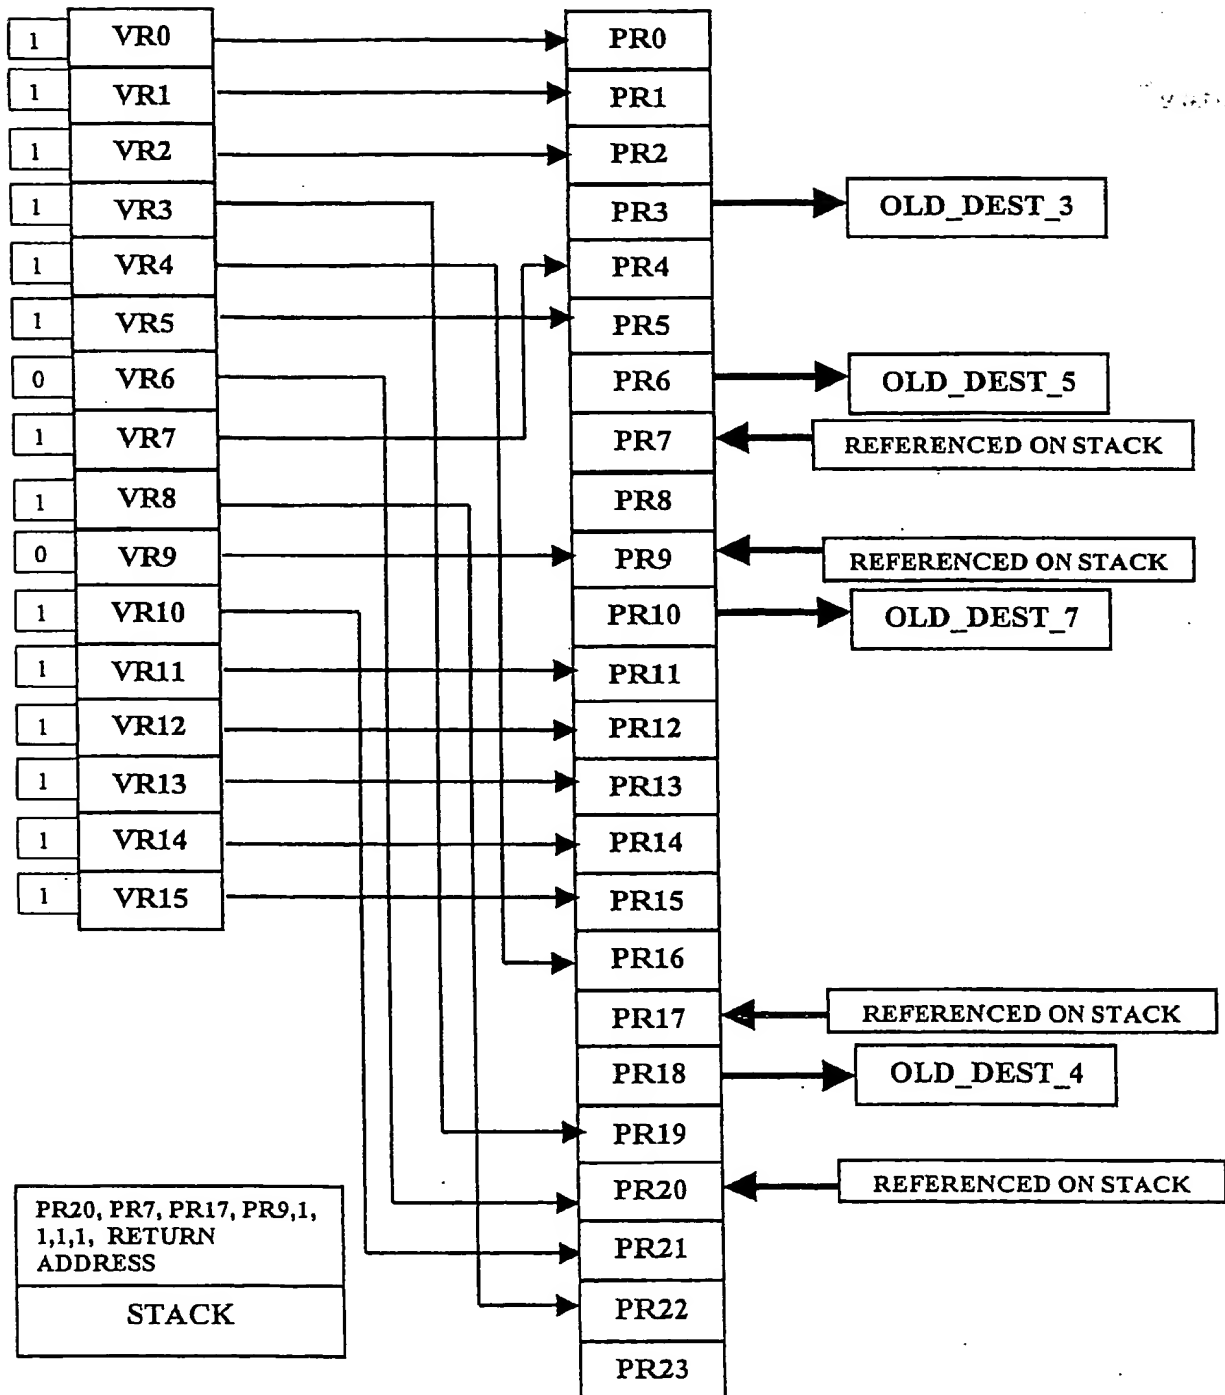 1 VR0 PR0
1 VR1 PR1
1 VR2 PR2
1 VR3 PR3 OLD_DEST_3
1 VR4 PR4
1 VR5 PR5
0 VR6 PR6 OLD_DEST_5
1 VR7 PR7 REFERENCED ON STACK
1 VR8 PR8
0 VR9 PR9 REFERENCED ON STACK
1 VR10 PR10 OLD_DEST_7
1 VR11 PR11
1 VR12 PR12
1 VR13 PR13
1 VR14 PR14
1 VR15 PR15
PR16
PR17 REFERENCED ON STACK
PR18 OLD_DEST_4
PR19
PR20 REFERENCED ON STACK
PR21
PR22
PR23
PR20, PR7, PR17, PR9,1,
1,1,1, RETURN
ADDRESS
STACK